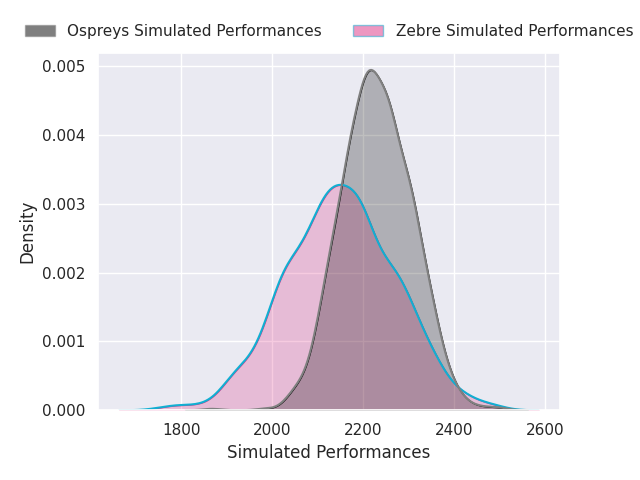 Ospreys Simulated Performances Zebre Simulated Performances
0.005
0.004
0.003
0.002
0.001
0.000
Density
1800 2000 2200 2400 2600
Simulated Performances